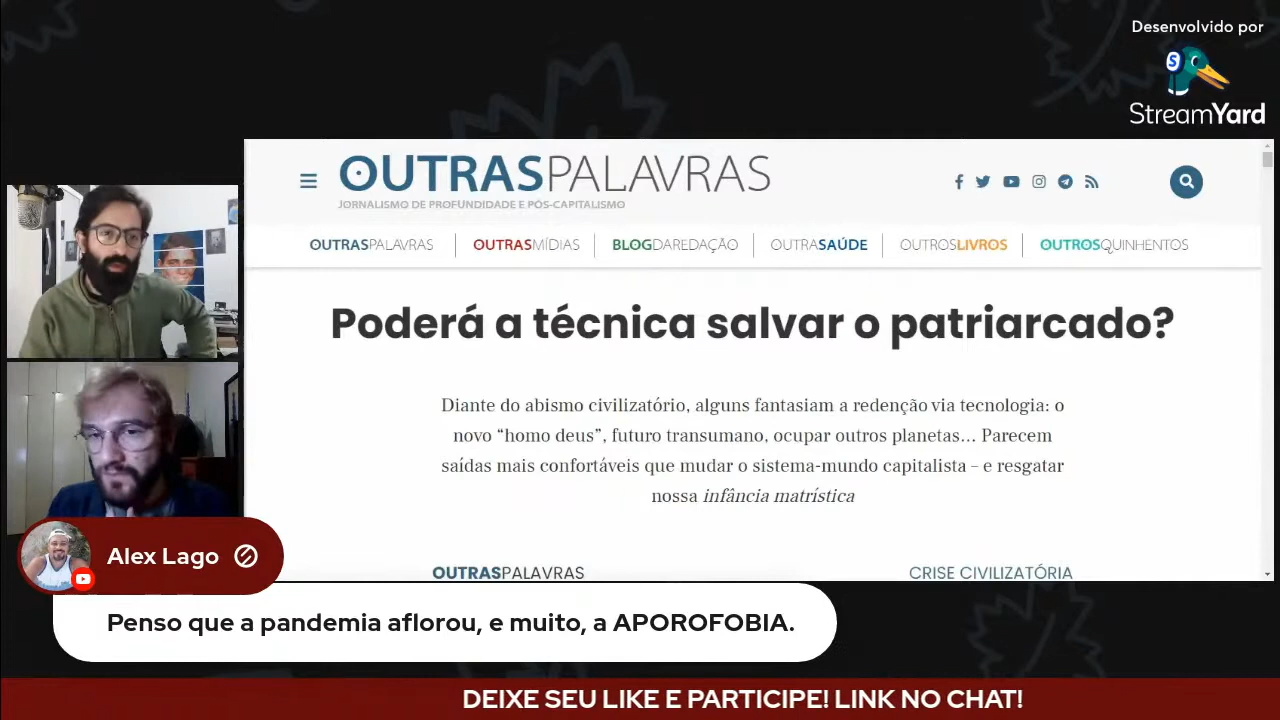 Desenvolvido por
StreamYard
OUTRASPALAVRAS
JORNALISMO DE PROFUNDIDADE E PÓS-CAPITALISMO
OUTRASPALAVRAS
OUTRASMÍDIAS
BLOGDAREDAÇÃO
OUTRASAÚDE
OUTROSLIVROS
OUTROSQUINHENTOS
Poderá a técnica salvar o patriarcado?
Diante do abismo civilizatório, alguns fantasiam a redenção via tecnologia: o
novo “homo deus”, futuro transumano, ocupar outros planetas… Parecem
saídas mais confortáveis que mudar o sistema-mundo capitalista – e resgatar
nossa infância matrística
OUTRASPALAVRAS
CRISE CIVILIZATÓRIA
Alex Lago
Penso que a pandemia aflorou, e muito, a APOROFOBIA.
DEIXE SEU LIKE E PARTICIPE! LINK NO CHAT!